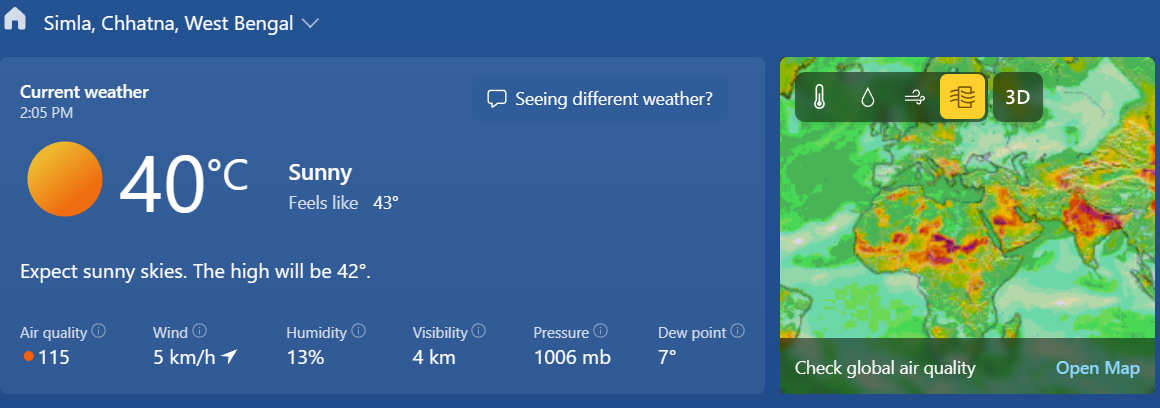 Simla, Chhatna, West Bengal
Current weather
2:05 PM
Seeing different weather?
40°C
Sunny
Feels like 43°
Expect sunny skies. The high will be 42°.
Air quality Wind Humidity Visibility Pressure Dew point
115 5 km/h 13% 4 km 1006 mb 7°
3D
Check global air quality Open Map